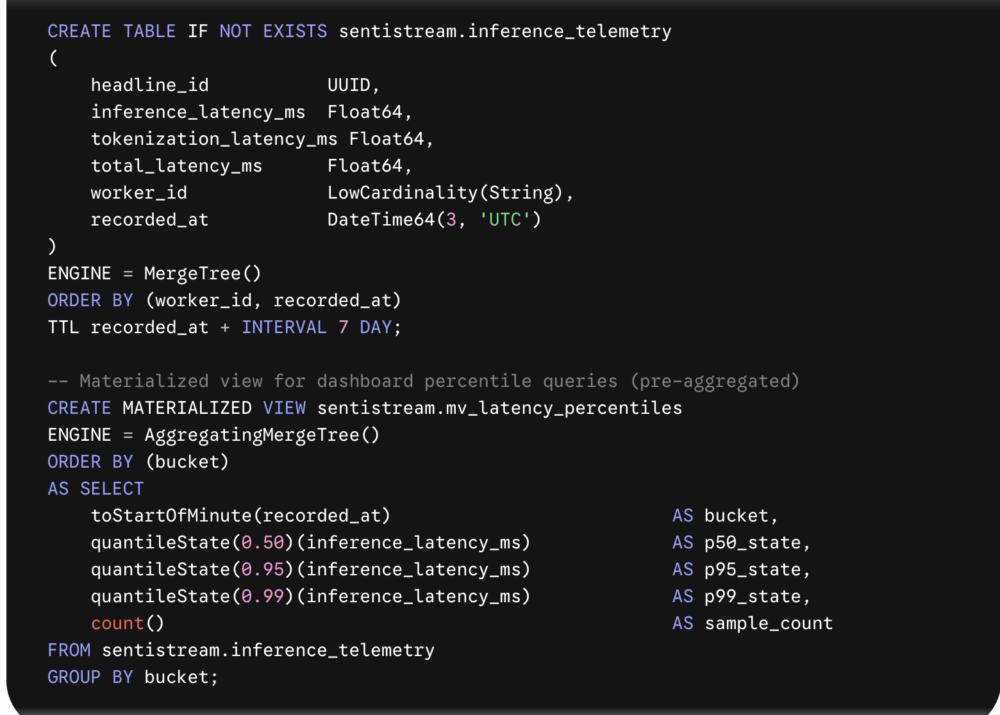 CREATE TABLE IF NOT EXISTS sentistream.inference_telemetry
(
    headline_id           UUID,
    inference_latency_ms  Float64,
    tokenization_latency_ms Float64,
    total_latency_ms      Float64,
    worker_id             LowCardinality(String),
    recorded_at           DateTime64(3, 'UTC')
)
ENGINE = MergeTree()
ORDER BY (worker_id, recorded_at)
TTL recorded_at + INTERVAL 7 DAY;

-- Materialized view for dashboard percentile queries (pre-aggregated)
CREATE MATERIALIZED VIEW sentistream.mv_latency_percentiles
ENGINE = AggregatingMergeTree()
ORDER BY (bucket)
AS SELECT
    toStartOfMinute(recorded_at)                          AS bucket,
    quantileState(0.50)(inference_latency_ms)             AS p50_state,
    quantileState(0.95)(inference_latency_ms)             AS p95_state,
    quantileState(0.99)(inference_latency_ms)             AS p99_state,
    count()                                               AS sample_count
FROM sentistream.inference_telemetry
GROUP BY bucket;